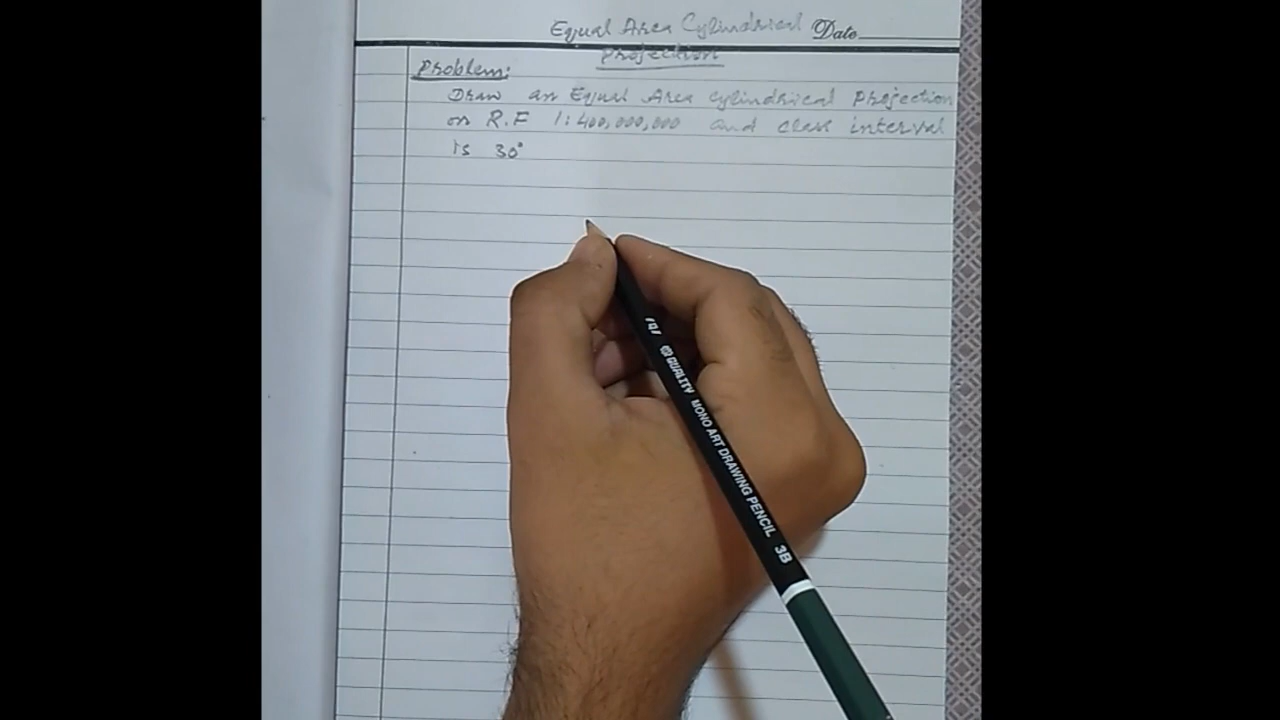 Equal Area Cylindrical
Date
Projection
Problem:
Draw an Equal Area Cylindrical Projection
on R.F 1:400,000,000 and class interval
is 30°
QUALITY MONO ART DRAWING PENCIL 3B